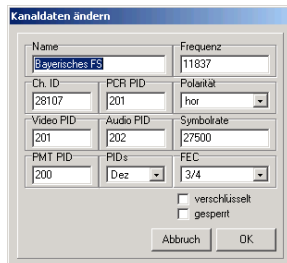 Kanaldaten ändern
Name Frequenz
Bayerisches FS 11837
Ch. ID PCR PID Polarität
28107 201 hor
Video PID Audio PID Symbolrate
201 202 27500
PMT PID PIDs FEC
200 Dez 3/4
verschlüsselt
gesperrt
Abbruch OK